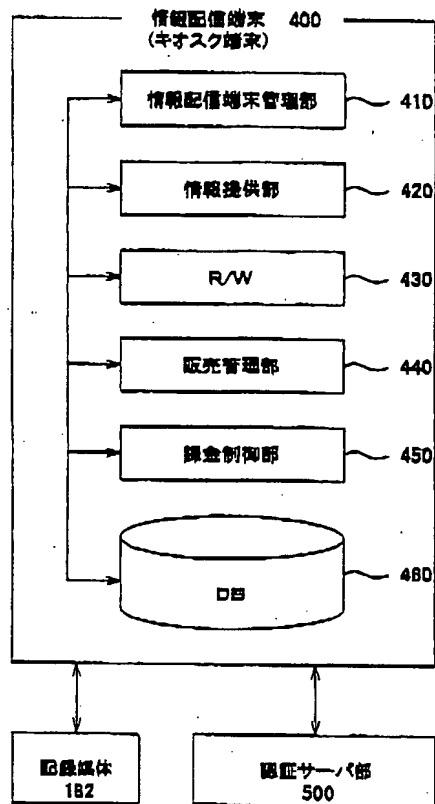 情報配信端末 400
(キオスク端末)
情報配信端末管理部 410
情報提供部 420
R/W 430
販売管理部 440
課金制御部 450
DB 460
記録媒体
182
認証サーバ部
500